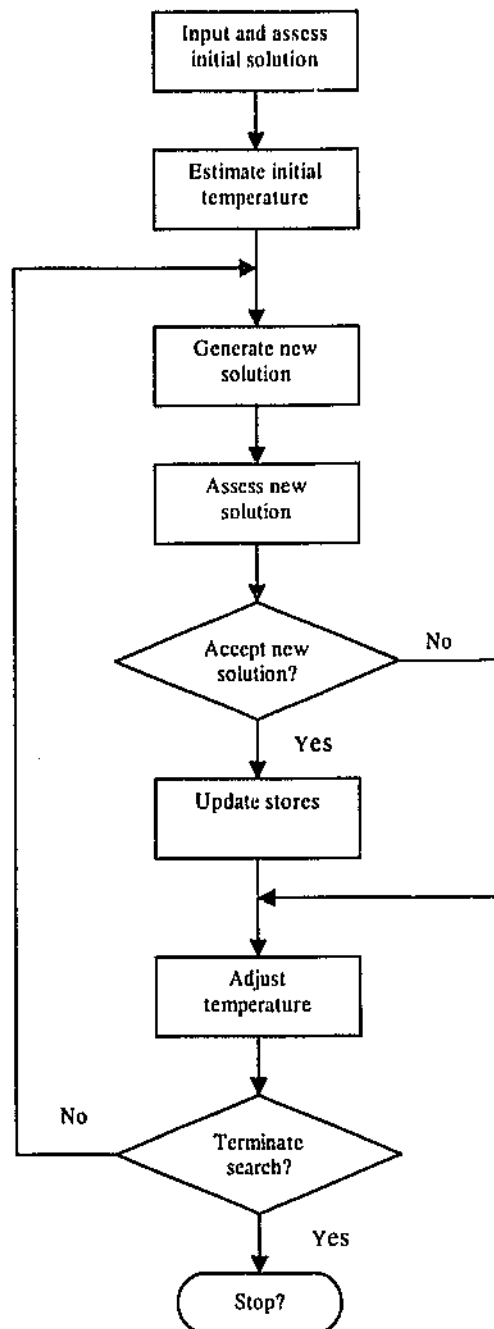 Input and assess
initial solution
Estimate initial
temperature
Generate new
solution
Assess new
solution
Accept new
solution?
No
Yes
Update stores
Adjust
temperature
No
Terminate
search?
Yes
Stop?